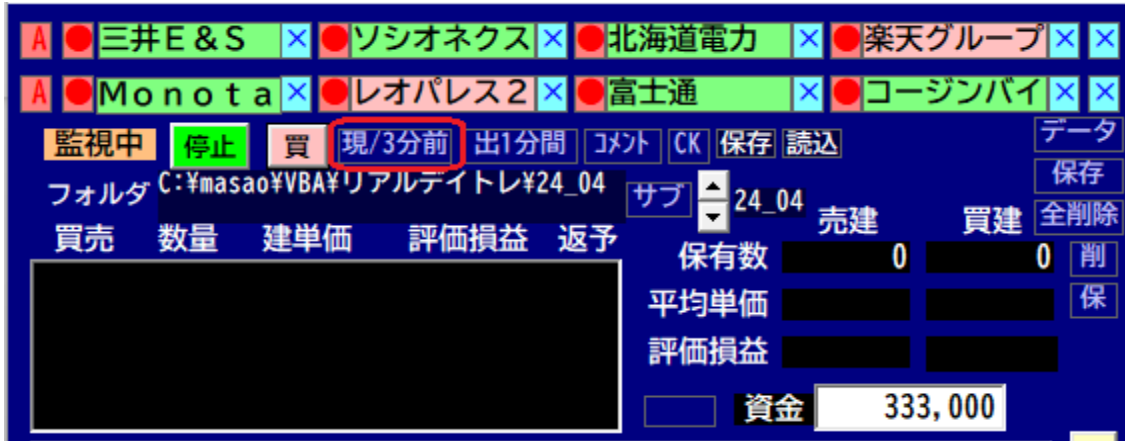 A ●三井E&S × ●ソシオネクス × ●北海道電力 × ●楽天グループ × ×
A ●Monota × ●レオパレス2 × ●富士通 × ●コージンバイ × ×
監視中 停止 買 現/3分前 出1分間 コメント CK 保存 読込 データ
フォルダ C:¥masao¥VBA¥リアルデイトレ¥24_04 サブ 24_04 保存
買売 数量 建単価 評価損益 返予 売建 買建 全削除
保有数 0 0 削
平均単価 保
評価損益
資金 333,000